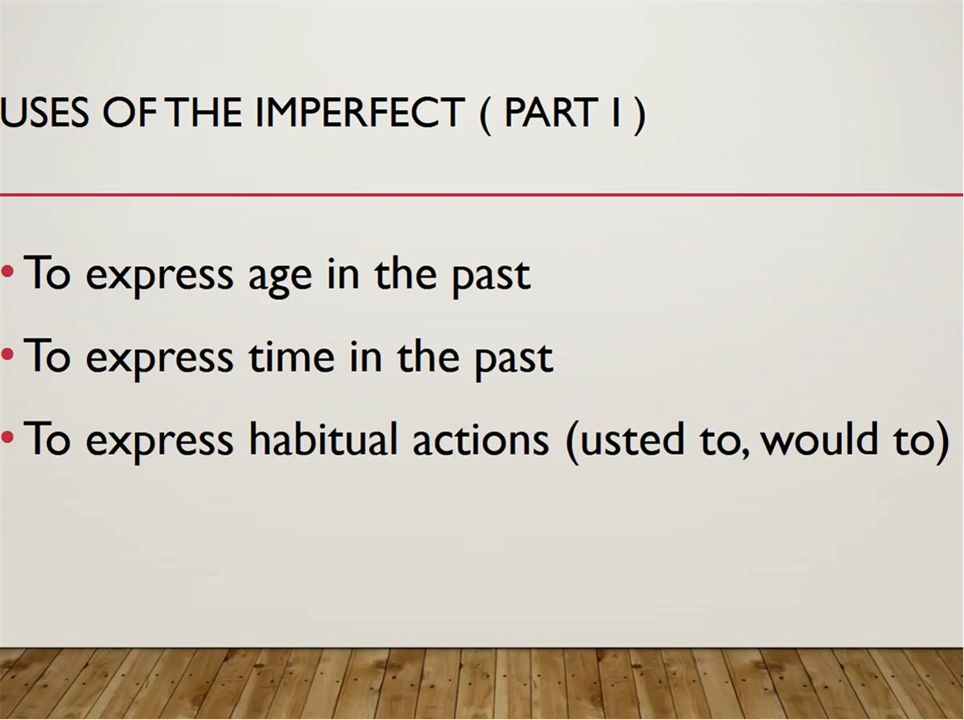 USES OF THE IMPERFECT ( PART I )
• To express age in the past
• To express time in the past
• To express habitual actions (usted to, would to)